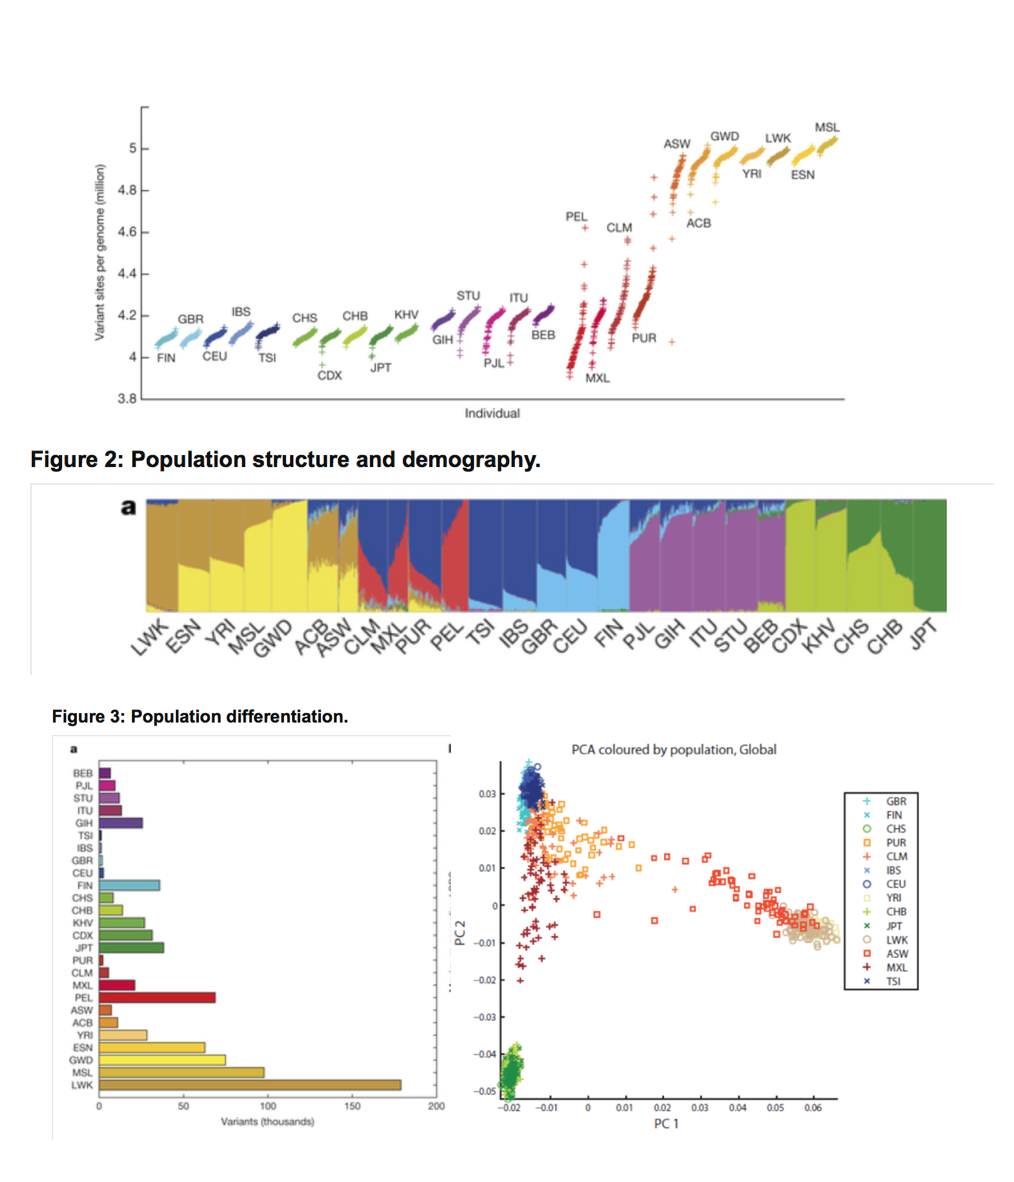 Variant sites per genome (million)
5
4.8
4.6
4.4
4.2
4
3.8
FIN
GBR
CEU
IBS
TSI
CHS
CDX
CHB
JPT
KHV
GIH
STU
PJL
ITU
BEB
PEL
MXL
CLM
PUR
ASW
ACB
GWD
YRI
LWK
ESN
MSL
Individual
Figure 2: Population structure and demography.
a
LWK
ESN
YRI
MSL
GWD
ACB
ASW
CLM
MXL
PUR
PEL
TSI
IBS
GBR
CEU
FIN
PJL
GIH
ITU
STU
BEB
CDX
KHV
CHS
CHB
JPT
Figure 3: Population differentiation.
a
BEB
PJL
STU
ITU
GIH
TSI
IBS
GBR
CEU
FIN
CHS
CHB
KHV
CDX
JPT
PUR
CLM
MXL
PEL
ASW
ACB
YRI
ESN
GWD
MSL
LWK
0 50 100 150 200
Variants (thousands)
PCA coloured by population, Global
PC 2
0.03
0.02
0.01
0
−0.01
−0.02
−0.03
−0.04
−0.05
−0.02 −0.01 0 0.01 0.02 0.03 0.04 0.05 0.06
PC 1
GBR
FIN
CHS
PUR
CLM
IBS
CEU
YRI
CHB
JPT
LWK
ASW
MXL
TSI